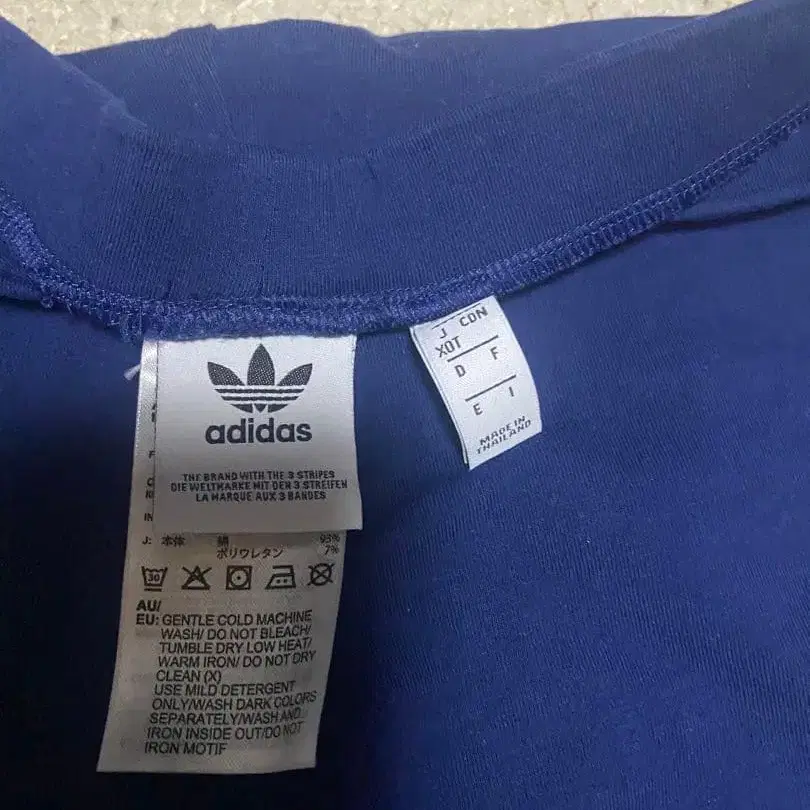 adidas
THE BRAND WITH THE 3 STRIPES
DIE WELTMARKE MIT DEN 3 STREIFEN
LA MARQUE AUX 3 BANDES
J: 本体 綿 93%
ポリウレタン 7%
30
AU/
EU: GENTLE COLD MACHINE
WASH/ DO NOT BLEACH/
TUMBLE DRY LOW HEAT/
WARM IRON/ DO NOT DRY
CLEAN (X)
USE MILD DETERGENT
ONLY/WASH DARK COLORS
SEPARATELY/WASH AND
IRON INSIDE OUT/DO NOT
IRON MOTIF
J CDN
XOT
D F
E I
MADE IN
THAILAND